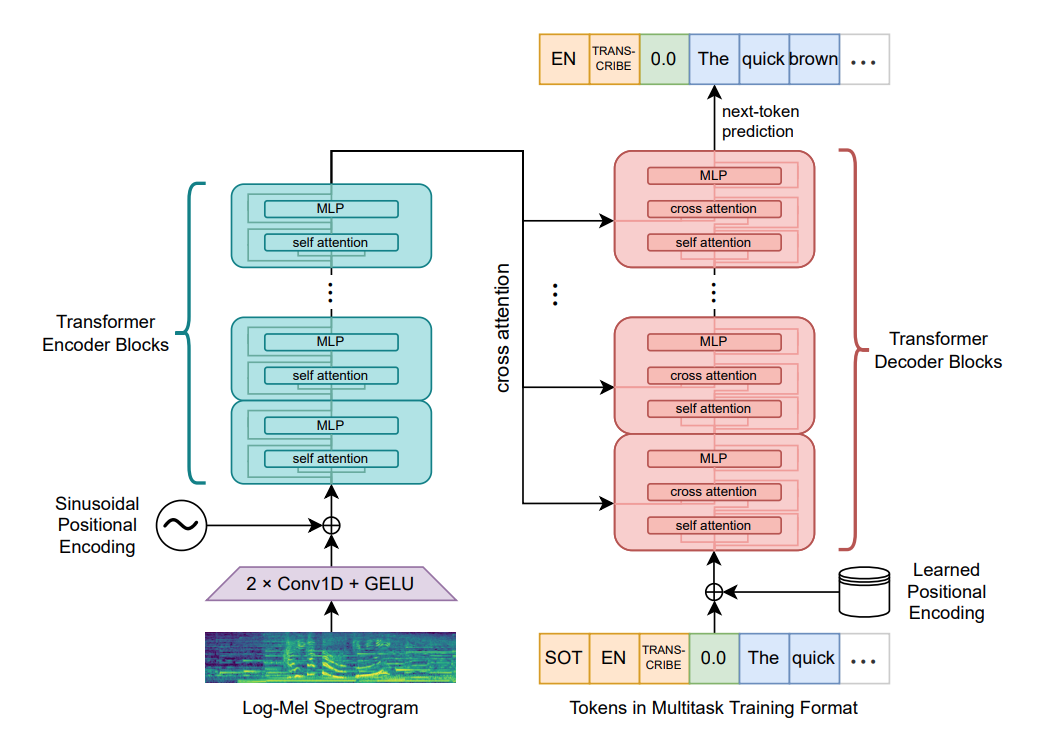 EN TRANS- 0.0 The quick brown ...
CRIBE
next-token
prediction
MLP
cross attention
self attention
MLP
self attention
...
...
...
cross attention
Transformer
Encoder Blocks
MLP
self attention
MLP
self attention
MLP
cross attention
self attention
MLP
cross attention
self attention
Transformer
Decoder Blocks
Sinusoidal
Positional
Encoding
2 × Conv1D + GELU
Learned
Positional
Encoding
SOT EN TRANS- 0.0 The quick ...
CRIBE
Log-Mel Spectrogram
Tokens in Multitask Training Format